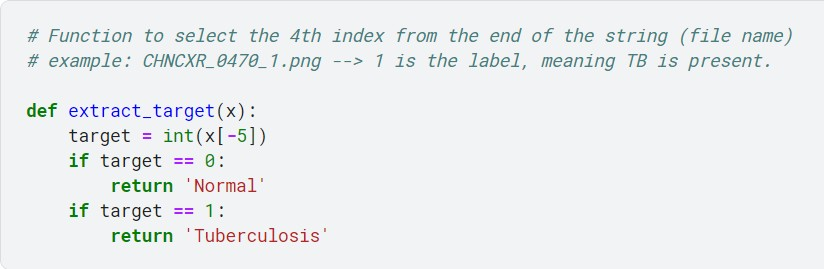 # Function to select the 4th index from the end of the string (file name)
# example: CHNCXR_0470_1.png --> 1 is the label, meaning TB is present.

def extract_target(x):
    target = int(x[-5])
    if target == 0:
        return 'Normal'
    if target == 1:
        return 'Tuberculosis'